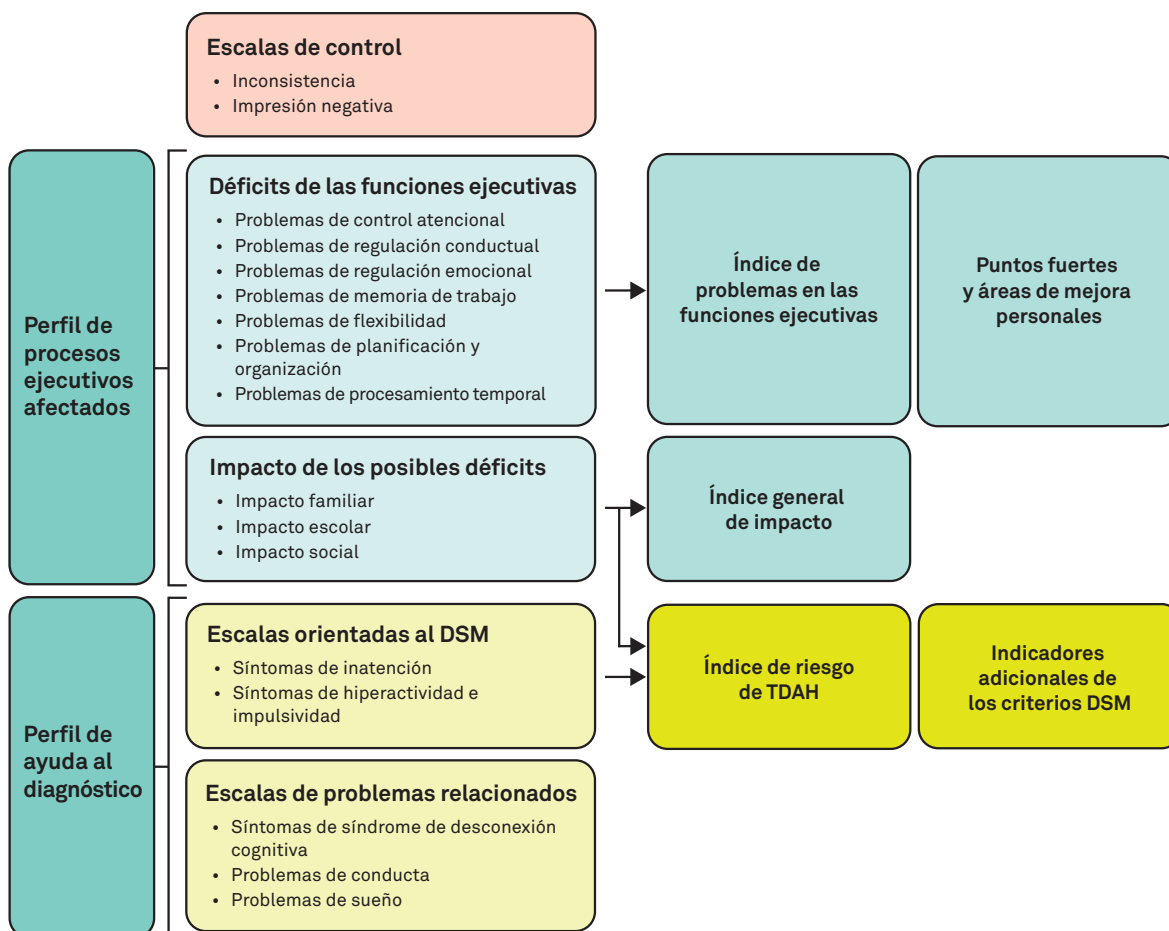 Escalas de control
• Inconsistencia
• Impresión negativa
Perfil de
procesos
ejecutivos
afectados
Déficits de las funciones ejecutivas
• Problemas de control atencional
• Problemas de regulación conductual
• Problemas de regulación emocional
• Problemas de memoria de trabajo
• Problemas de flexibilidad
• Problemas de planificación y
organización
• Problemas de procesamiento temporal
Índice de
problemas en las
funciones ejecutivas
Puntos fuertes
y áreas de mejora
personales
Impacto de los posibles déficits
• Impacto familiar
• Impacto escolar
• Impacto social
Índice general
de impacto
Perfil de
ayuda al
diagnóstico
Escalas orientadas al DSM
• Síntomas de inatención
• Síntomas de hiperactividad e
impulsividad
Índice de riesgo
de TDAH
Indicadores
adicionales de
los criterios DSM
Escalas de problemas relacionados
• Síntomas de síndrome de desconexión
cognitiva
• Problemas de conducta
• Problemas de sueño